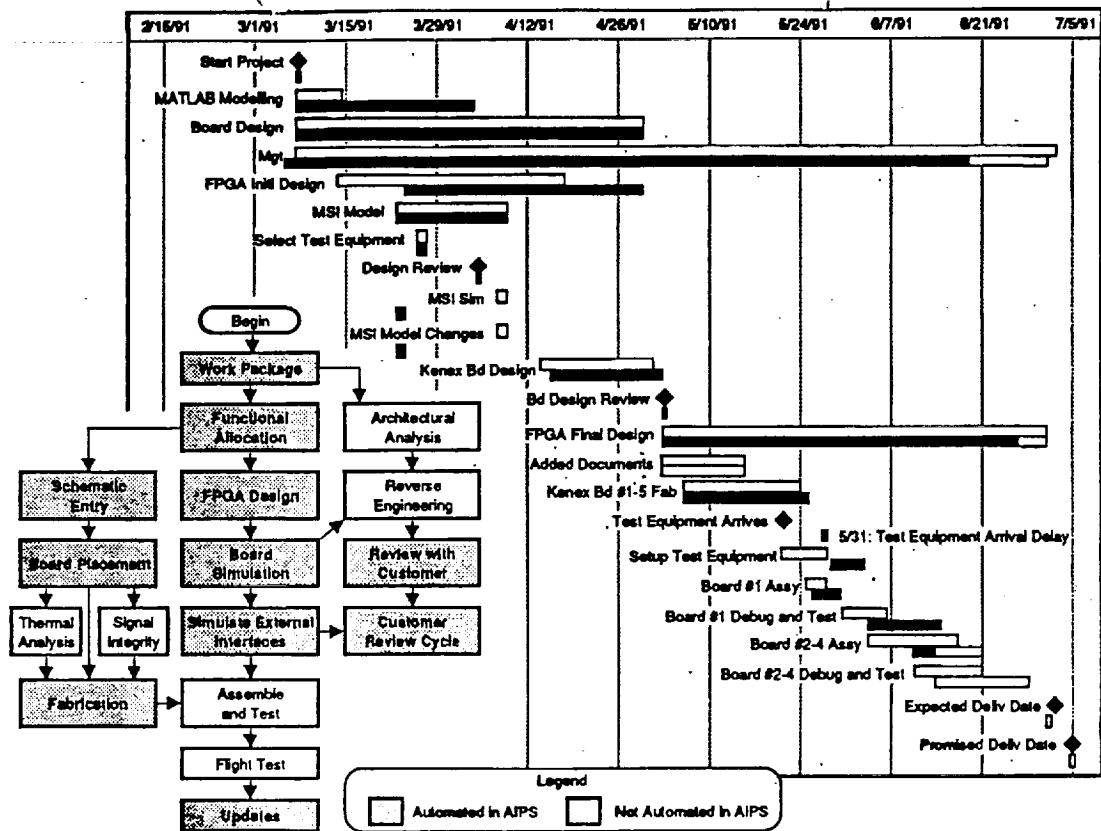 2/16/91 3/1/91 3/15/91 3/29/91 4/12/91 4/26/91 5/10/91 5/24/91 6/7/91 6/21/91 7/5/91
Start Project
MATLAB Modelling
Board Design
Mgt
FPGA Initl Design
MSI Model
Select Test Equipment
Design Review
MSI Sim
MSI Model Changes
Kenex Bd Design
Bd Design Review
FPGA Final Design
Added Documents
Kenex Bd #1-5 Fab
Test Equipment Arrives
5/31: Test Equipment Arrival Delay
Setup Test Equipment
Board #1 Assy
Board #1 Debug and Test
Board #2-4 Assy
Board #2-4 Debug and Test
Expected Deliv Date
Promised Deliv Date
Begin
Work Package
Functional
Allocation
Architectural
Analysis
Schematic
Entry
FPGA Design
Reverse
Engineering
Board Placement
Board
Simulation
Review with
Customer
Thermal
Analysis
Signal
Integrity
Simulate External
Interfaces
Customer
Review Cycle
Fabrication
Assemble
and Test
Flight Test
Updates
Legend
Automated in AIPS
Not Automated in AIPS